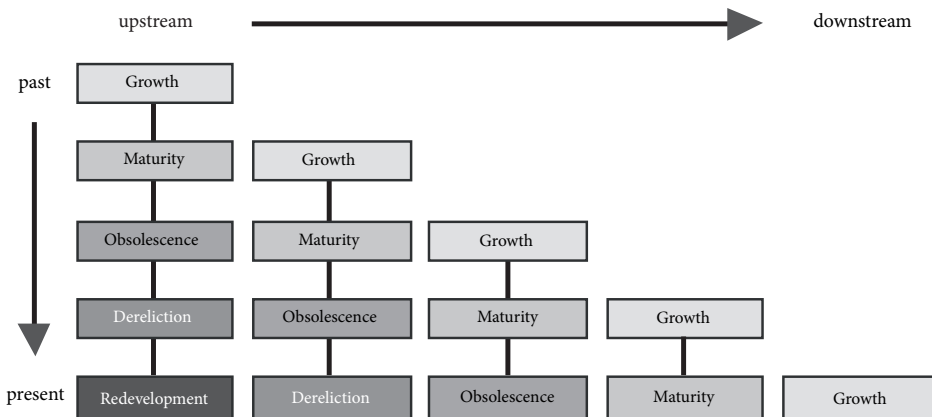 upstream downstream
past Growth
Maturity Growth
Obsolescence Maturity Growth
Dereliction Obsolescence Maturity Growth
present Redevelopment Dereliction Obsolescence Maturity Growth